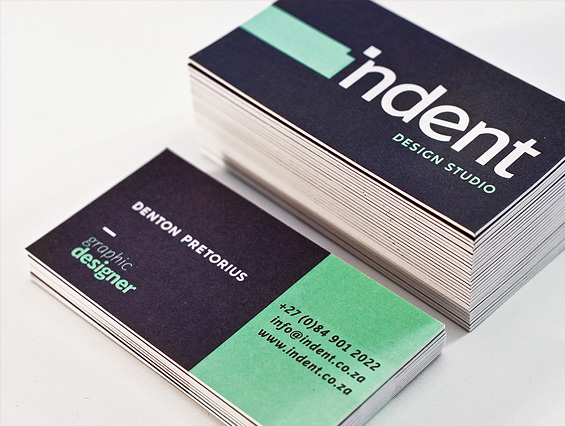 indent
DESIGN STUDIO
DENTON PRETORIUS
graphic
designer
+27 (0)84 901 2022
info@indent.co.za
www.indent.co.za